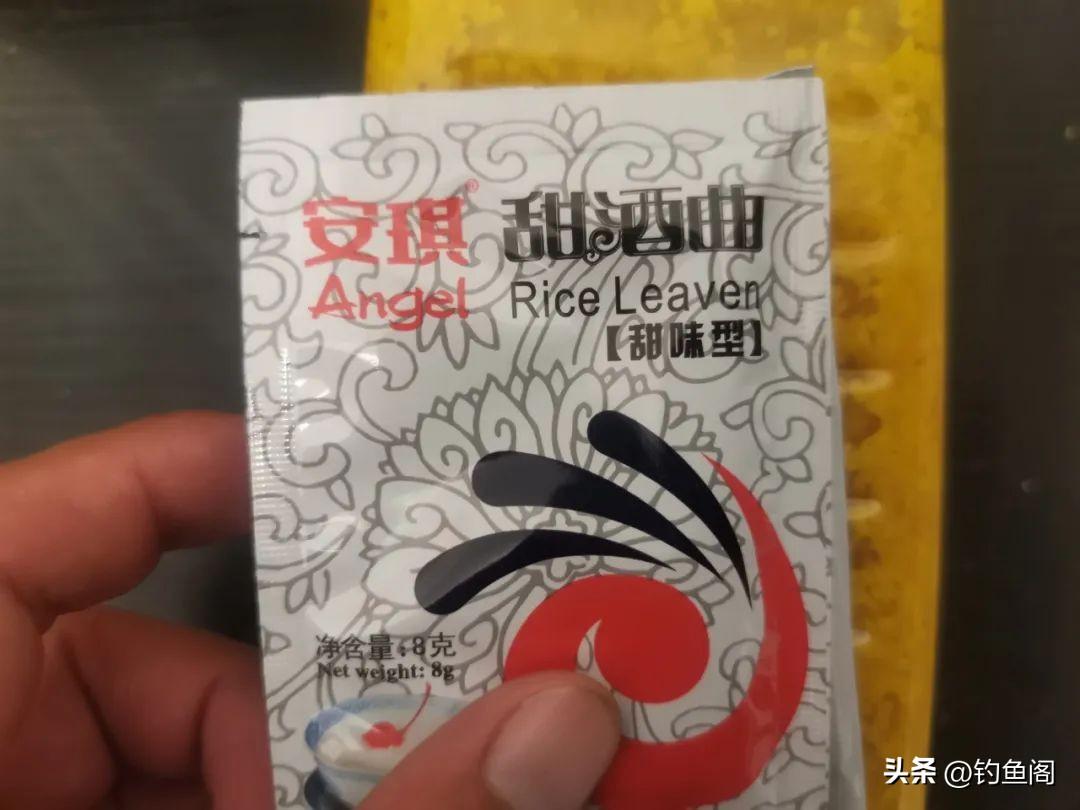 安琪® 甜酒曲
Angel Rice Leaven
【甜味型】
净含量:8克
Net weight: 8g
头条 @钓鱼阁